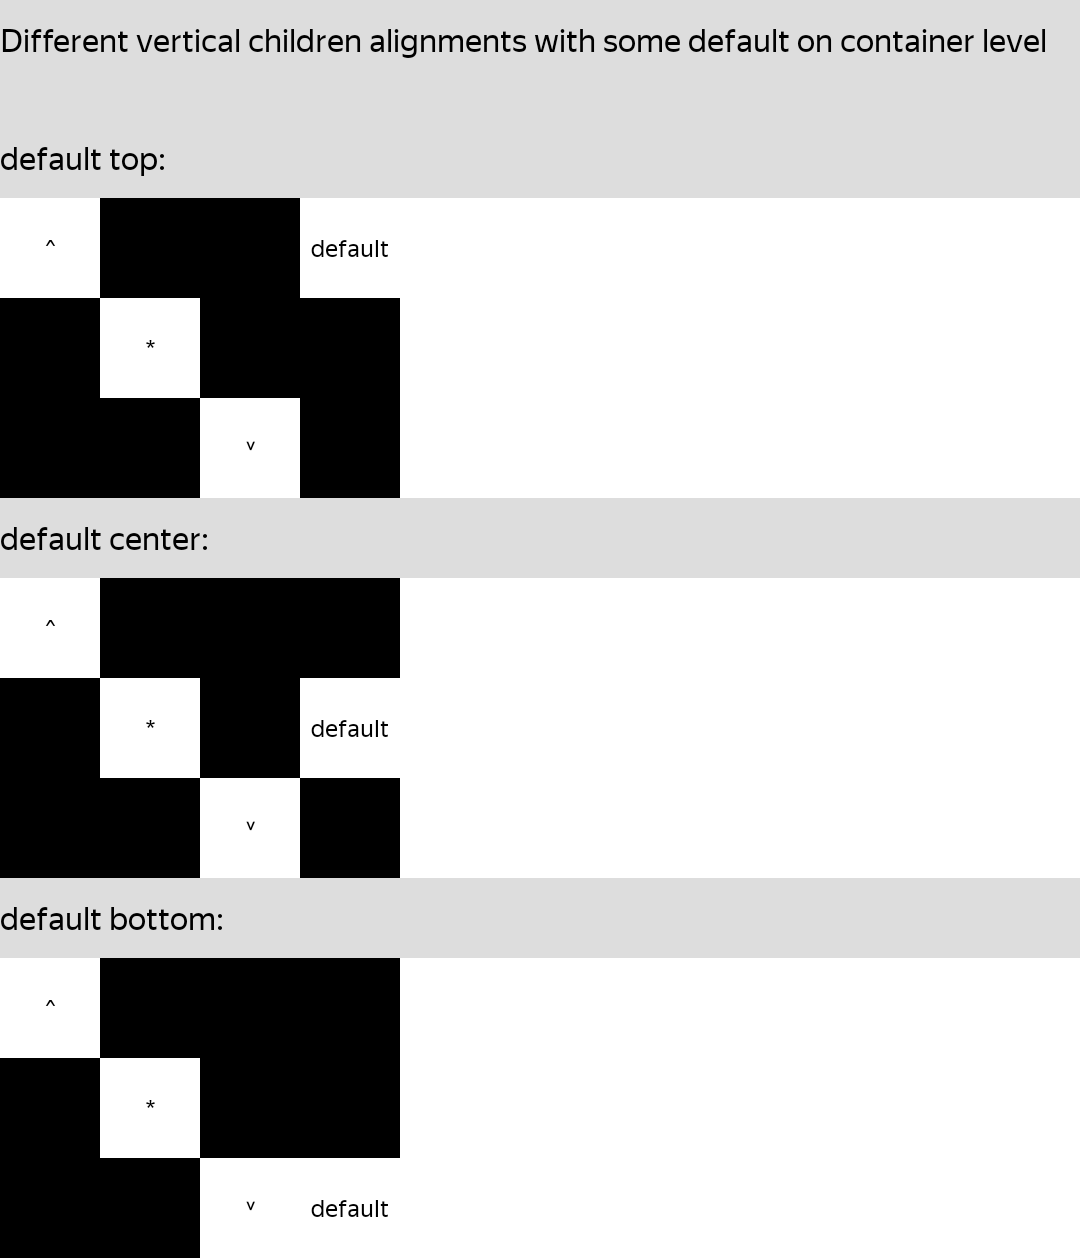 Different vertical children alignments with some default on container level
default top:
^ default
*
v
default center:
^
* default
v
default bottom:
^
*
v default